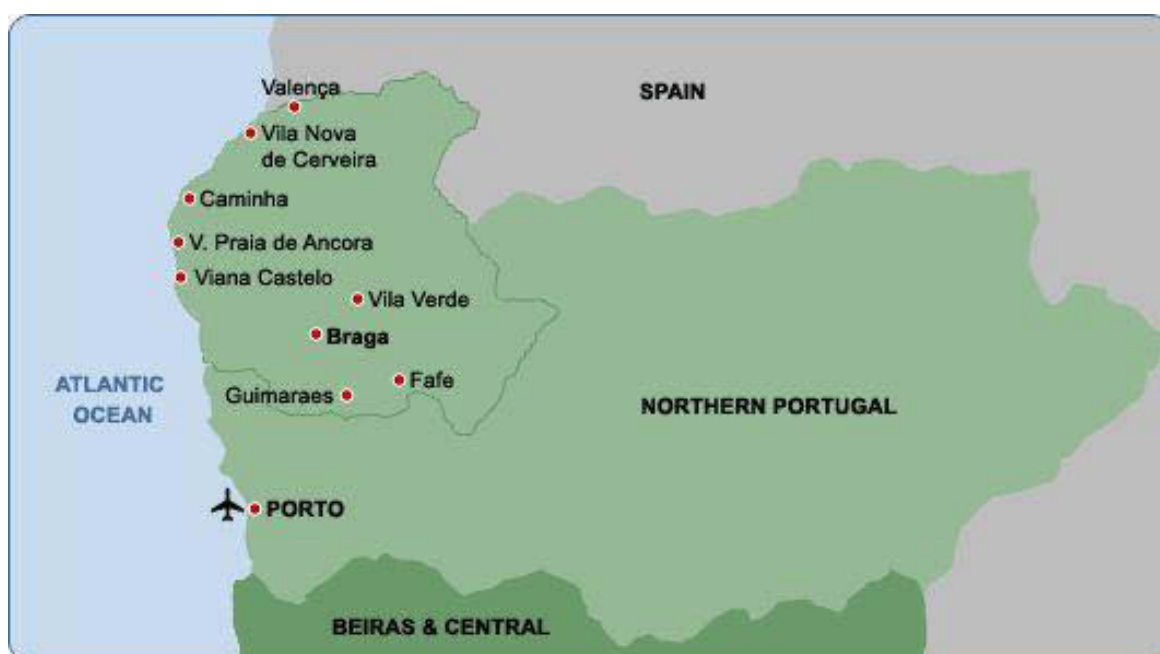 Valença
SPAIN
Vila Nova
de Cerveira
Caminha
V. Praia de Ancora
Viana Castelo
Vila Verde
Braga
Fafe
ATLANTIC
OCEAN
Guimaraes
NORTHERN PORTUGAL
PORTO
BEIRAS & CENTRAL